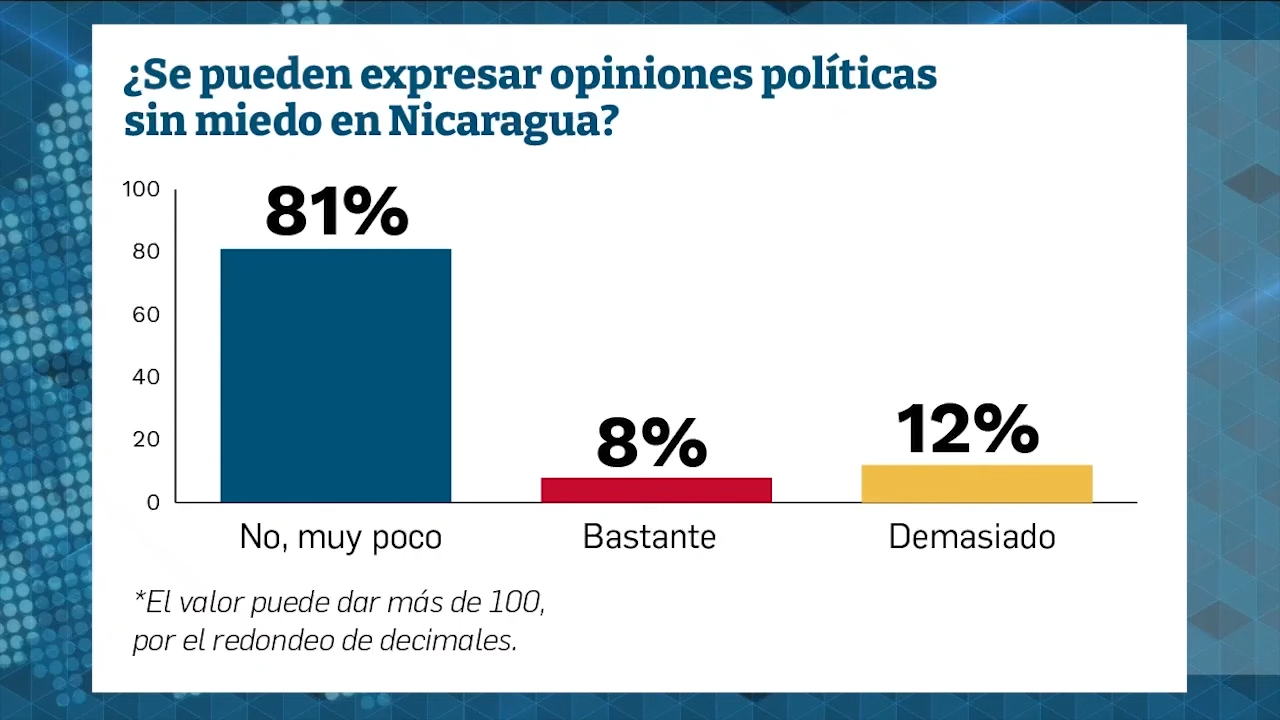 ¿Se pueden expresar opiniones políticas
sin miedo en Nicaragua?
100
80
60
40
20
0
81%
8%
12%
No, muy poco
Bastante
Demasiado
*El valor puede dar más de 100,
por el redondeo de decimales.